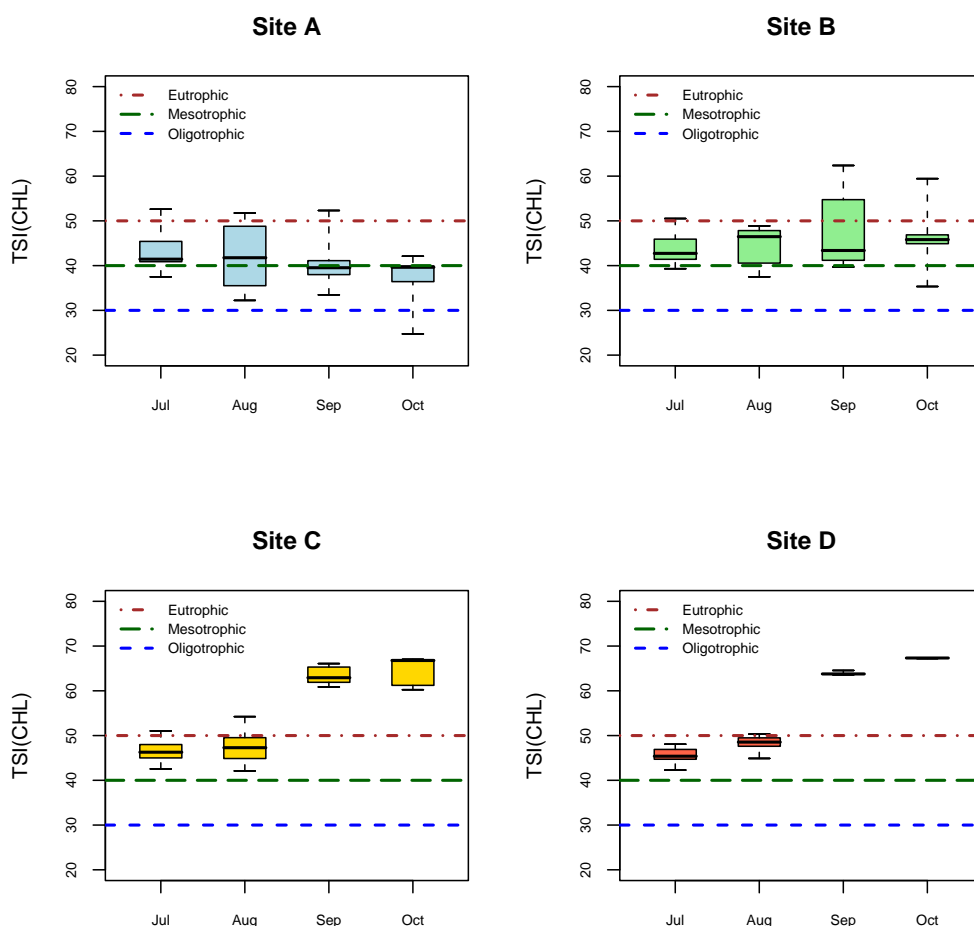 Site A
TSI(CHL)
80
70
60
50
40
30
20
Eutrophic
Mesotrophic
Oligotrophic
Jul Aug Sep Oct
Site B
TSI(CHL)
80
70
60
50
40
30
20
Eutrophic
Mesotrophic
Oligotrophic
Jul Aug Sep Oct
Site C
TSI(CHL)
80
70
60
50
40
30
20
Eutrophic
Mesotrophic
Oligotrophic
Jul Aug Sep Oct
Site D
TSI(CHL)
80
70
60
50
40
30
20
Eutrophic
Mesotrophic
Oligotrophic
Jul Aug Sep Oct